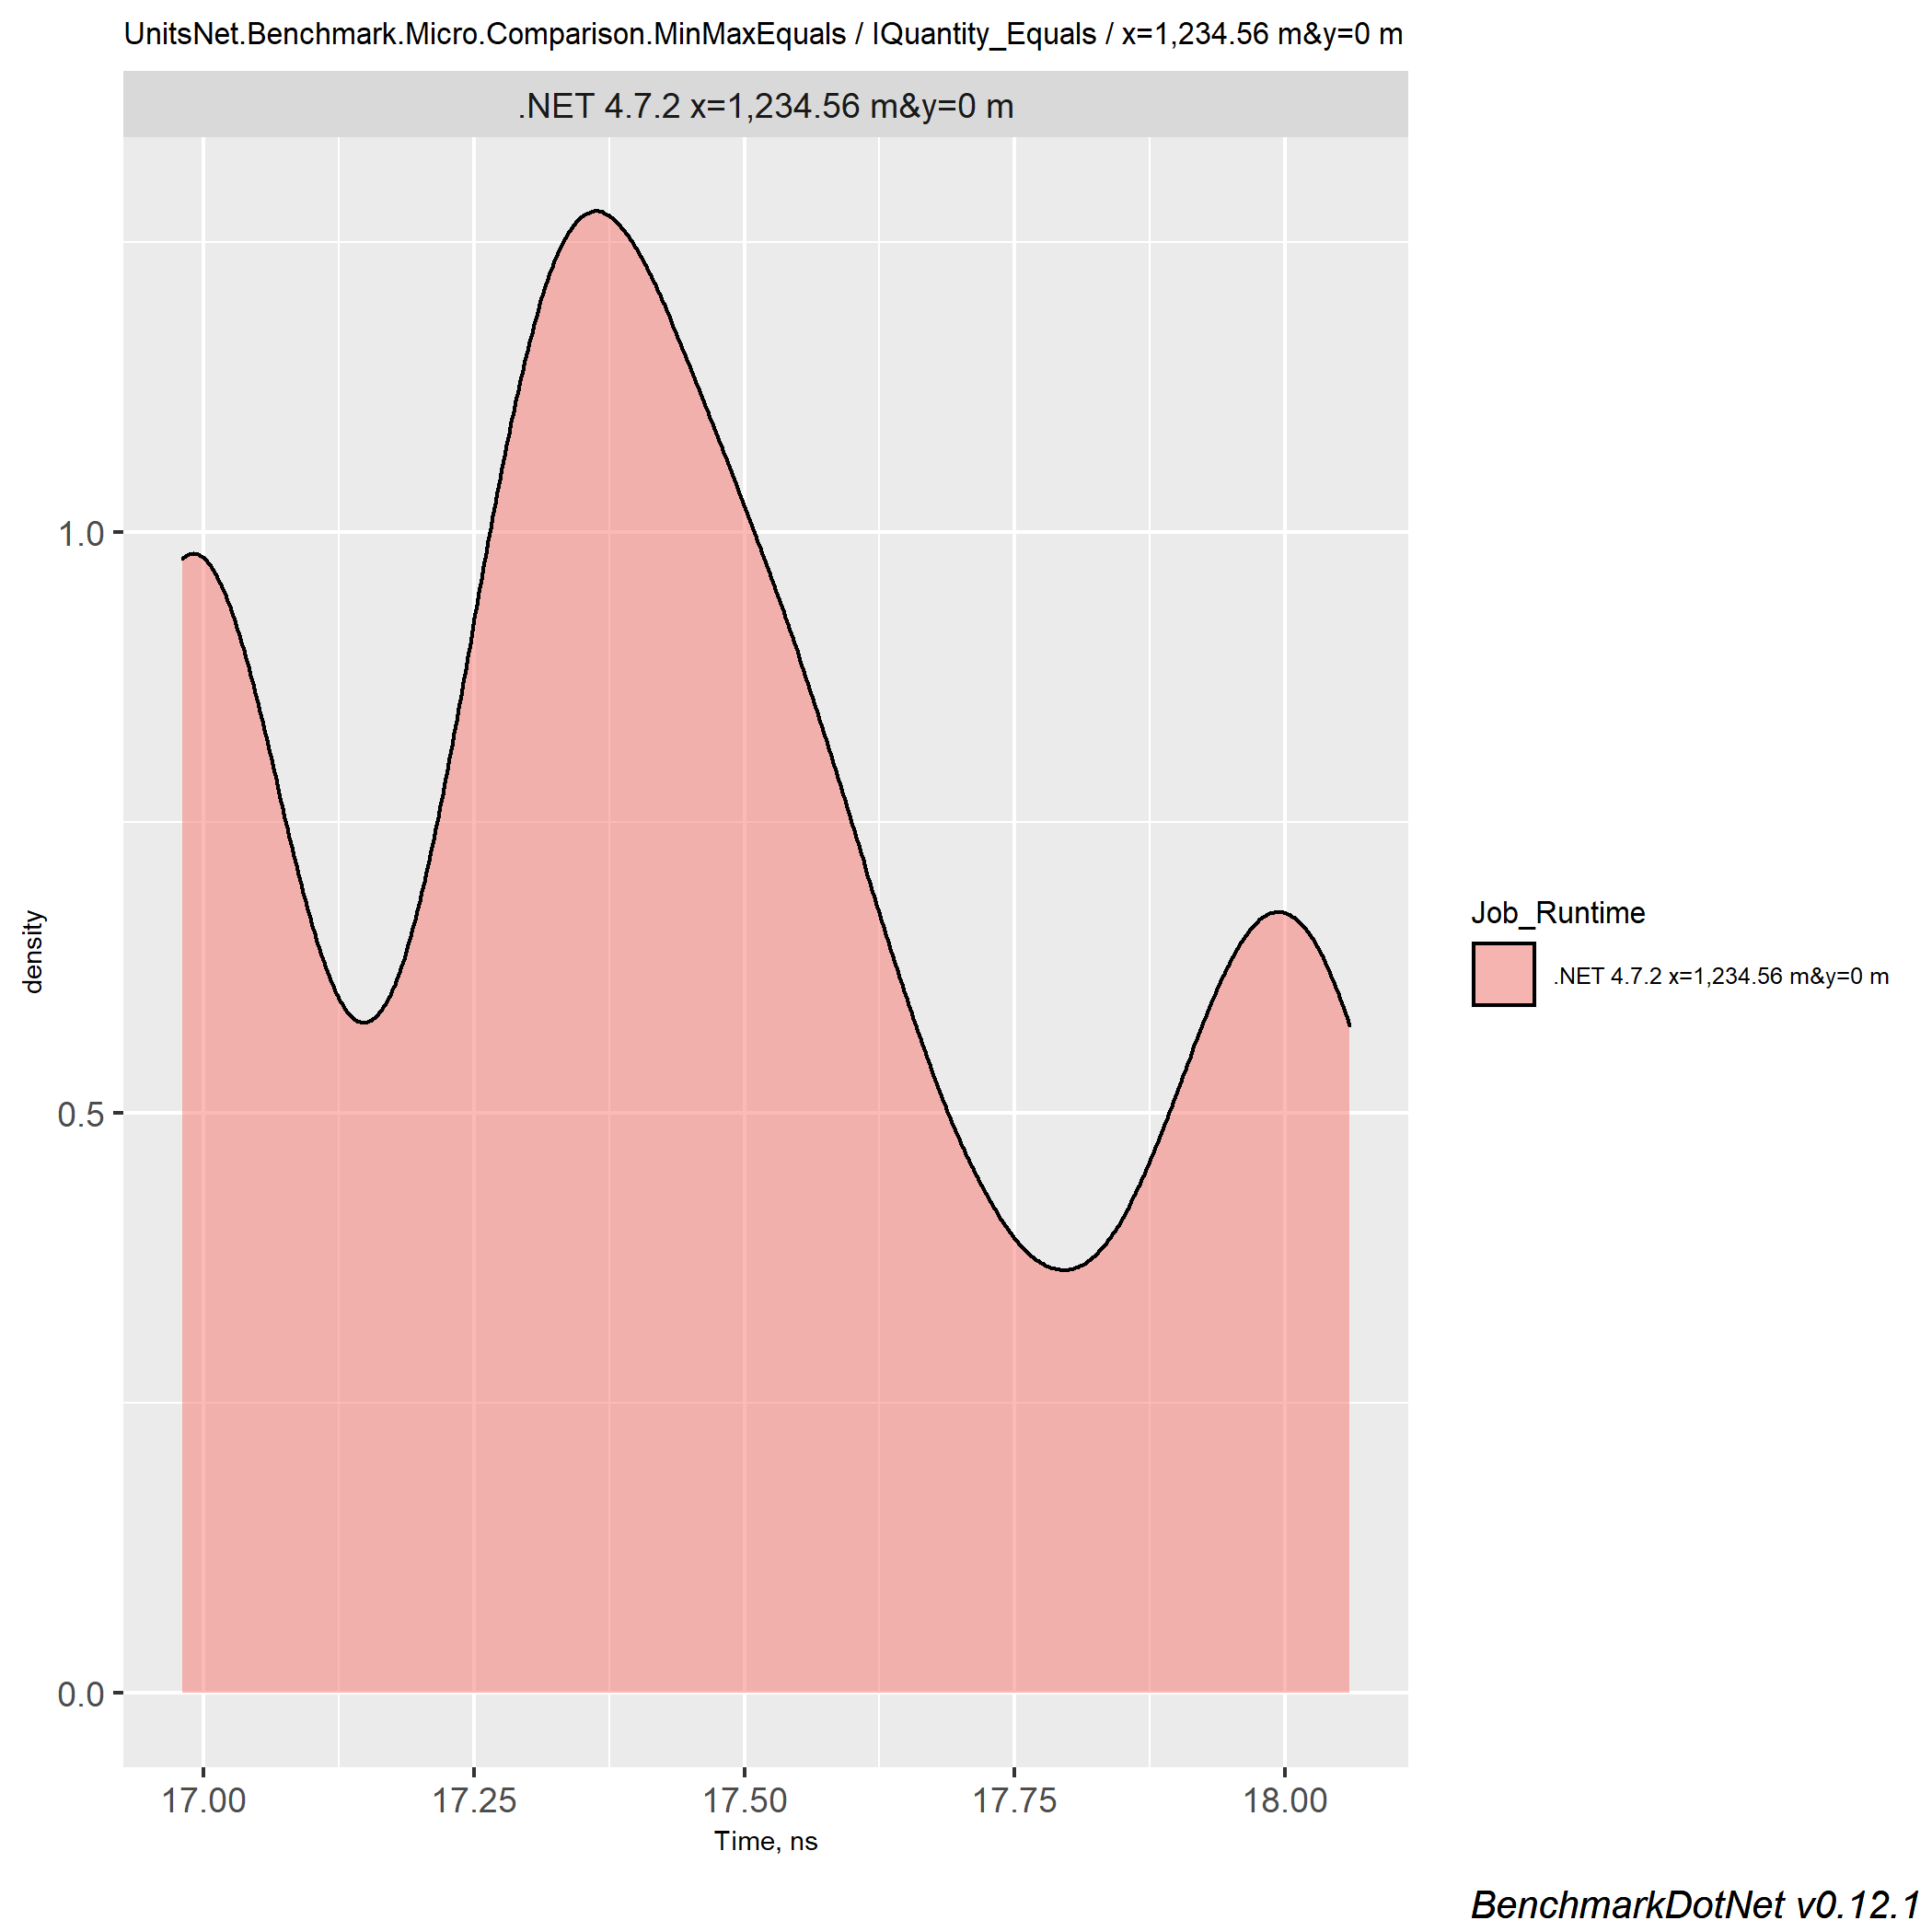 UnitsNet.Benchmark.Micro.Comparison.MinMaxEquals / IQuantity_Equals / x=1,234.56 m&y=0 m
.NET 4.7.2 x=1,234.56 m&y=0 m
1.0
0.5
0.0
density
17.00 17.25 17.50 17.75 18.00
Time, ns
Job_Runtime
.NET 4.7.2 x=1,234.56 m&y=0 m
BenchmarkDotNet v0.12.1